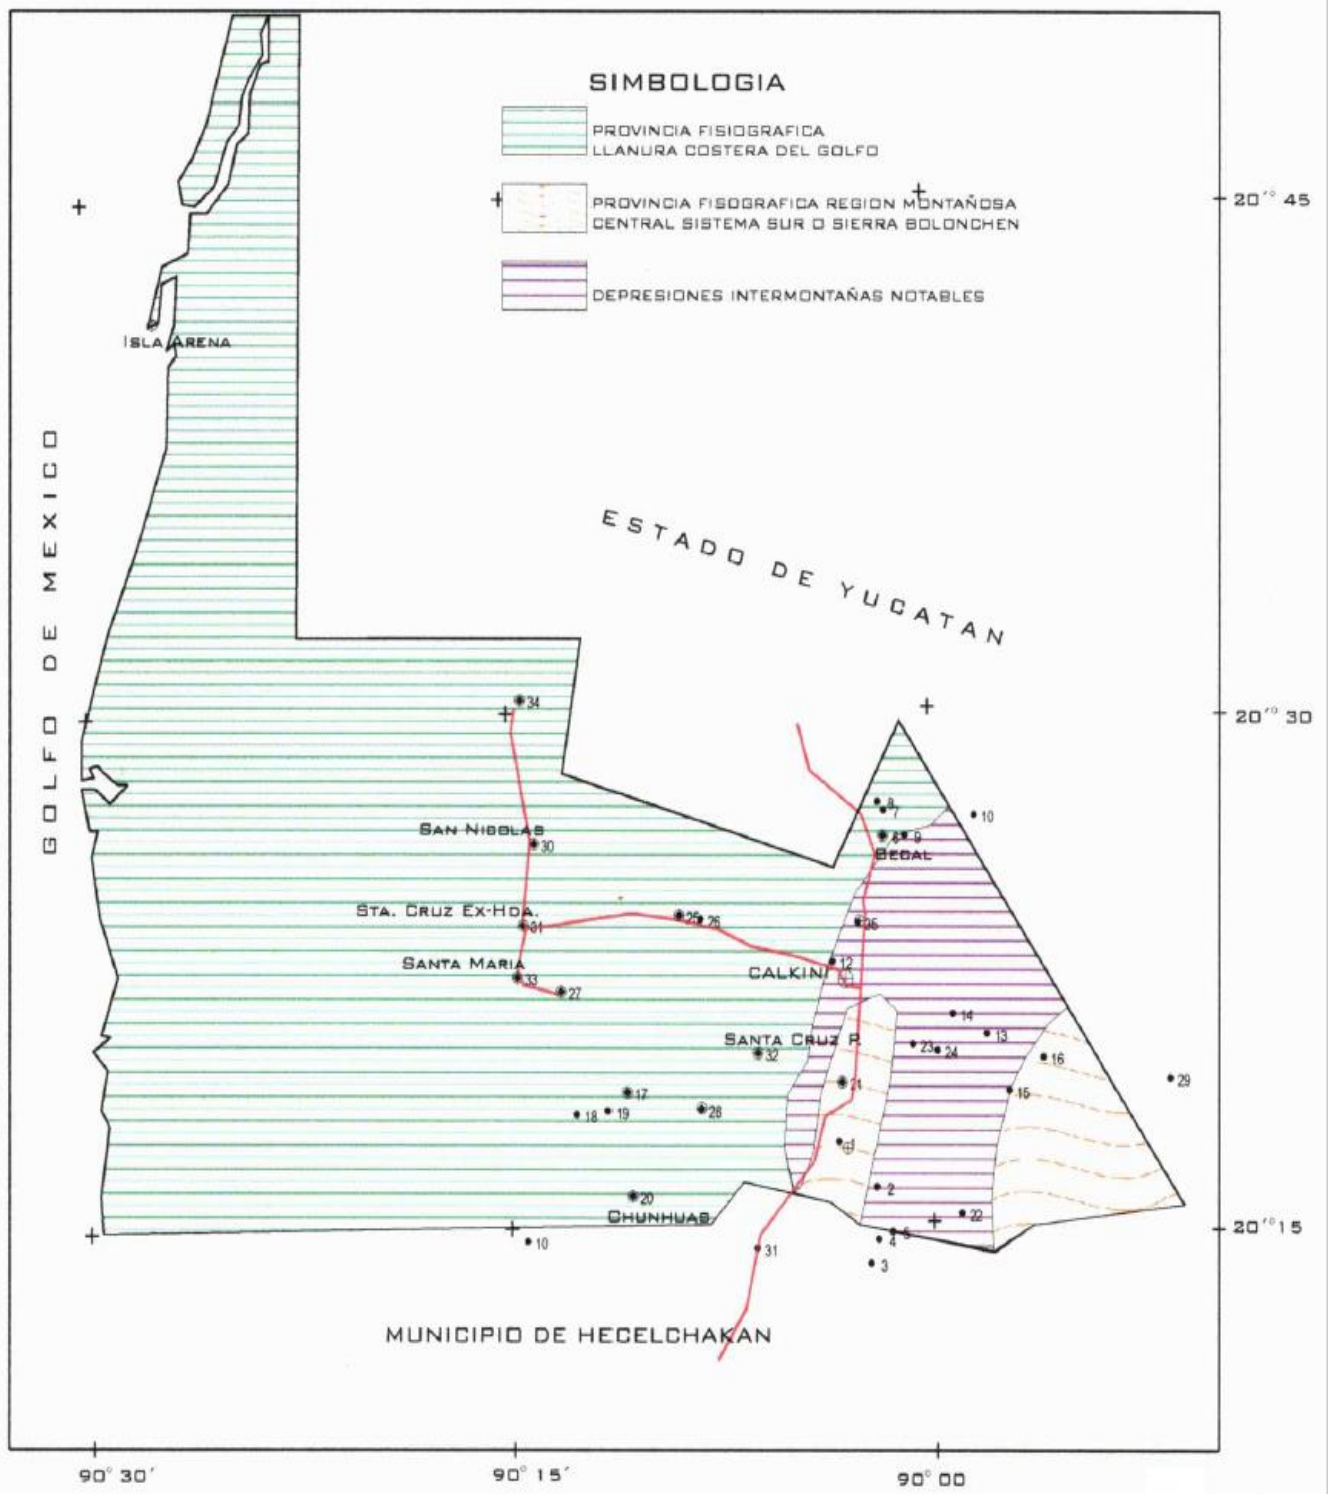 SIMBOLOGIA
PROVINCIA FISIOGRAFICA
LLANURA COSTERA DEL GOLFO
PROVINCIA FISOGRAFICA REGION MONTAÑOSA
CENTRAL SISTEMA SUR O SIERRA BOLONCHEN
DEPRESIONES INTERMONTAÑAS NOTABLES
20'° 45
ISLA ARENA
GOLFO DE MEXICO
ESTADO DE YUCATAN
34
20'° 30
8
7
10
SAN NICOLAS
30
6
9
BECAL
STA. CRUZ EX-HDA.
31
25
26
35
SANTA MARIA
33
27
12
CALKINI
14
13
SANTA CRUZ P.
32
23
24
16
29
21
15
17
18
19
28
1
2
20
CHUNHUAS
22
20'° 15
10
31
5
4
3
MUNICIPIO DE HECELCHAKAN
90° 30'
90° 15'
90° 00